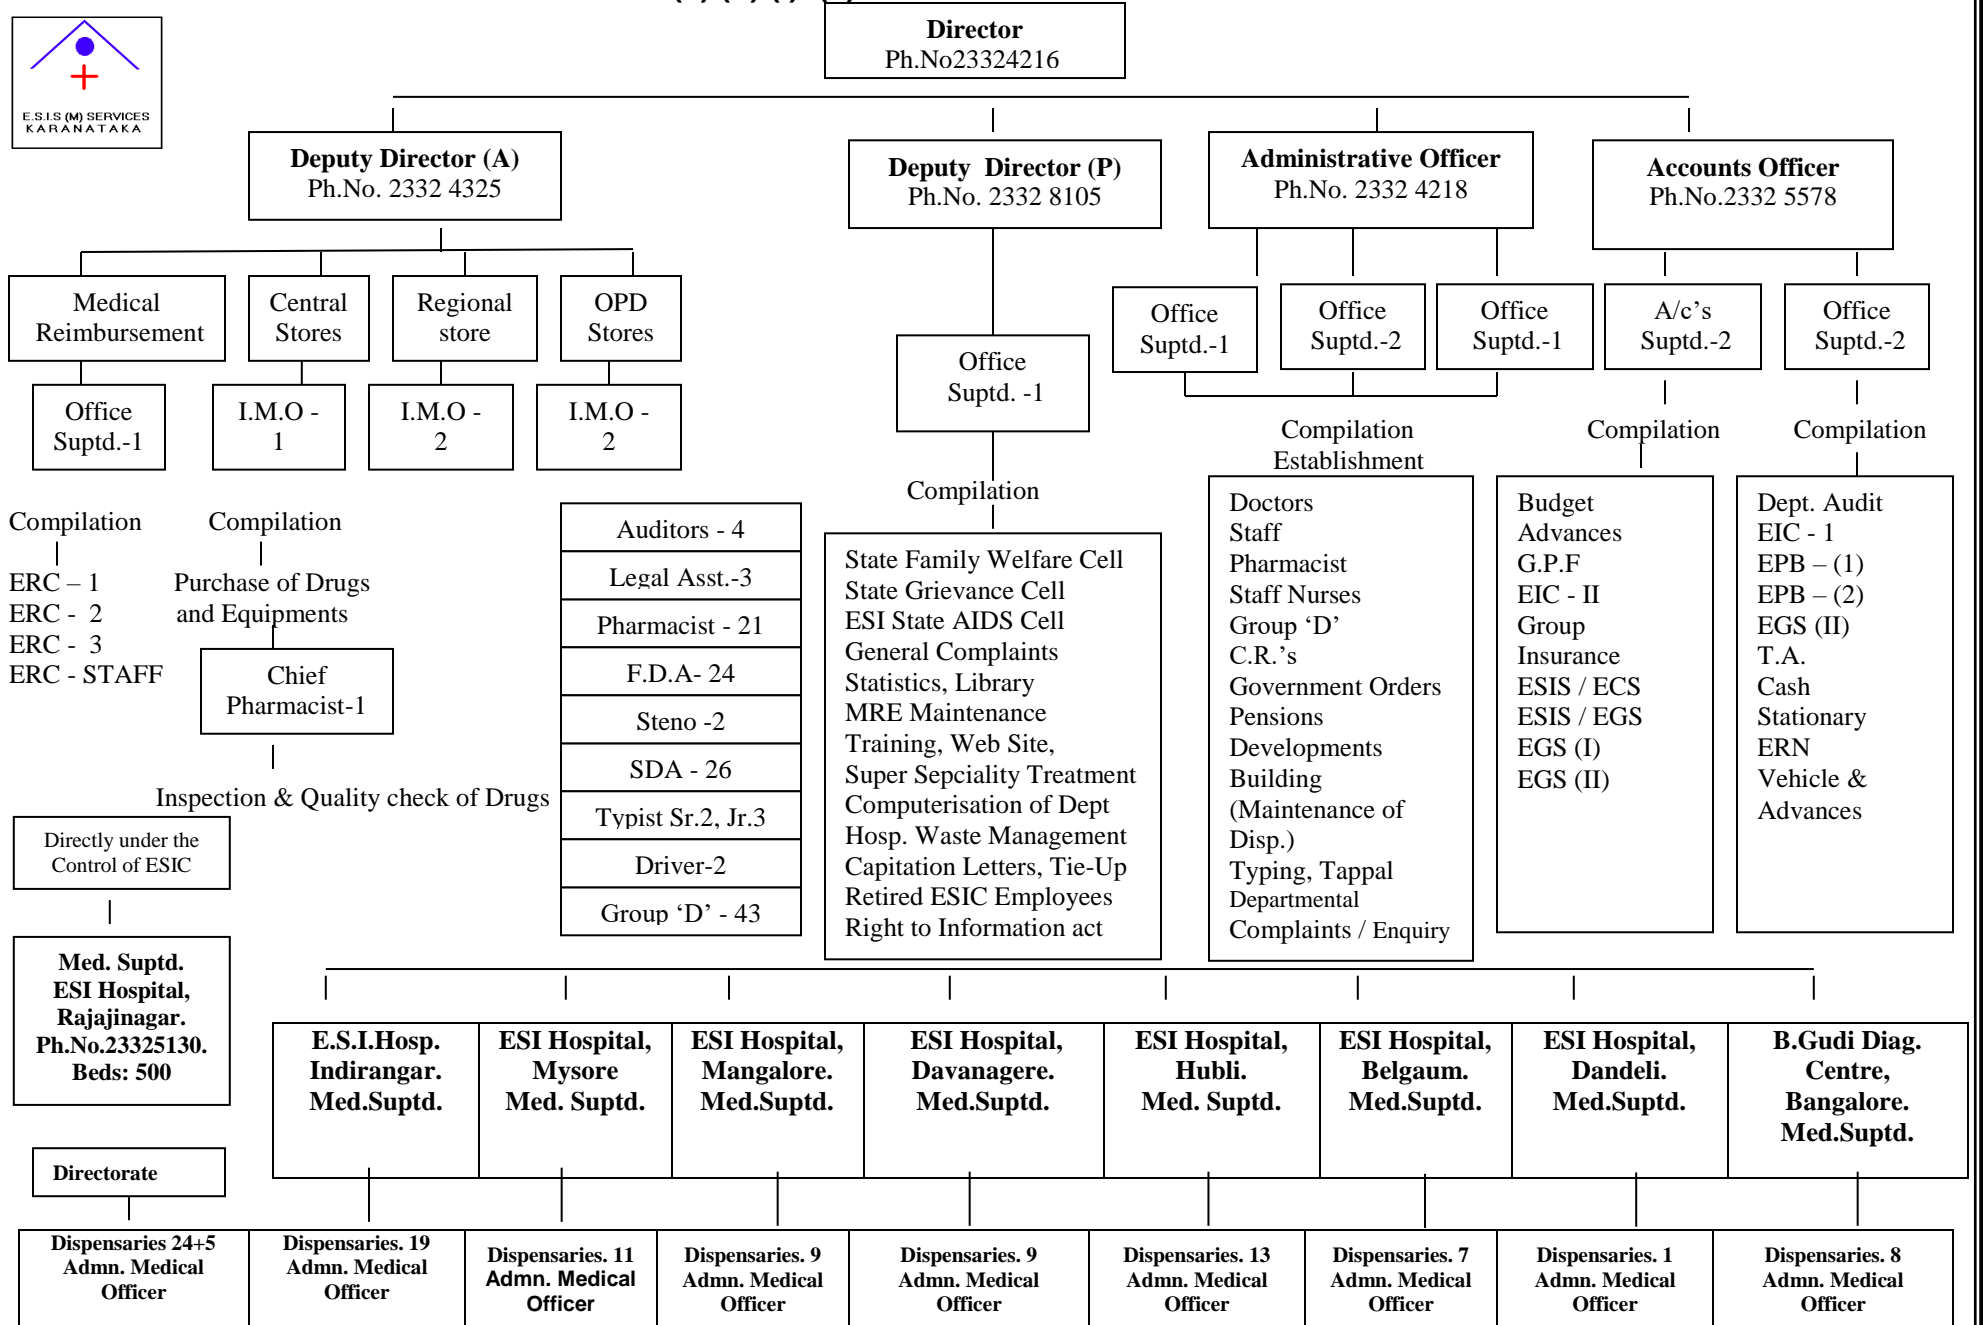 Director
Ph.No23324216
E.S.I.S (M) SERVICES
KARANATAKA
Deputy Director (A)
Ph.No. 2332 4325
Deputy Director (P)
Ph.No. 2332 8105
Administrative Officer
Ph.No. 2332 4218
Accounts Officer
Ph.No.2332 5578
Medical
Reimbursement
Central
Stores
Regional
store
OPD
Stores
Office
Suptd.-1
I.M.O -
1
I.M.O -
2
I.M.O -
2
Office
Suptd. -1
Office
Suptd.-1
Office
Suptd.-2
Office
Suptd.-1
A/c’s
Suptd.-2
Office
Suptd.-2
Compilation
ERC – 1
ERC - 2
ERC - 3
ERC - STAFF
Compilation
Purchase of Drugs
and Equipments
Chief
Pharmacist-1
Inspection & Quality check of Drugs
Auditors - 4
Legal Asst.-3
Pharmacist - 21
F.D.A- 24
Steno -2
SDA - 26
Typist Sr.2, Jr.3
Driver-2
Group ‘D’ - 43
Compilation
State Family Welfare Cell
State Grievance Cell
ESI State AIDS Cell
General Complaints
Statistics, Library
MRE Maintenance
Training, Web Site,
Super Sepciality Treatment
Computerisation of Dept
Hosp. Waste Management
Capitation Letters, Tie-Up
Retired ESIC Employees
Right to Information act
Compilation
Establishment
Doctors
Staff
Pharmacist
Staff Nurses
Group ‘D’
C.R.’s
Government Orders
Pensions
Developments
Building
(Maintenance of
Disp.)
Typing, Tappal
Departmental
Complaints / Enquiry
Compilation
Budget
Advances
G.P.F
EIC - II
Group
Insurance
ESIS / ECS
ESIS / EGS
EGS (I)
EGS (II)
Compilation
Dept. Audit
EIC - 1
EPB – (1)
EPB – (2)
EGS (II)
T.A.
Cash
Stationary
ERN
Vehicle &
Advances
Directly under the
Control of ESIC
Med. Suptd.
ESI Hospital,
Rajajinagar.
Ph.No.23325130.
Beds: 500
E.S.I.Hosp.
Indirangar.
Med.Suptd.
ESI Hospital,
Mysore
Med. Suptd.
ESI Hospital,
Mangalore.
Med.Suptd.
ESI Hospital,
Davanagere.
Med.Suptd.
ESI Hospital,
Hubli.
Med. Suptd.
ESI Hospital,
Belgaum.
Med.Suptd.
ESI Hospital,
Dandeli.
Med.Suptd.
B.Gudi Diag.
Centre,
Bangalore.
Med.Suptd.
Directorate
Dispensaries 24+5
Admn. Medical
Officer
Dispensaries. 19
Admn. Medical
Officer
Dispensaries. 11
Admn. Medical
Officer
Dispensaries. 9
Admn. Medical
Officer
Dispensaries. 9
Admn. Medical
Officer
Dispensaries. 13
Admn. Medical
Officer
Dispensaries. 7
Admn. Medical
Officer
Dispensaries. 1
Admn. Medical
Officer
Dispensaries. 8
Admn. Medical
Officer